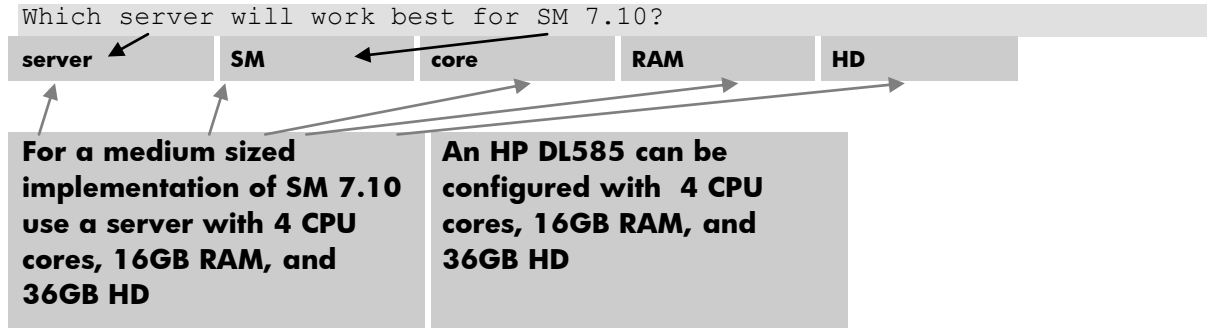 Which server will work best for SM 7.10?
server SM core RAM HD
For a medium sized
implementation of SM 7.10
use a server with 4 CPU
cores, 16GB RAM, and
36GB HD
An HP DL585 can be
configured with  4 CPU
cores, 16GB RAM, and
36GB HD